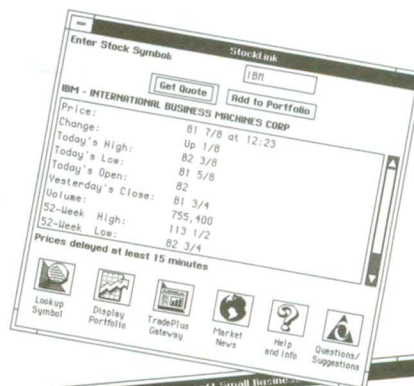 StockLink
Enter Stock Symbol: IBM
Get Quote Add to Portfolio
IBM - INTERNATIONAL BUSINESS MACHINES CORP
Price: 81 7/8 at 12:23
Change: Up 1/8
Today's High: 82 3/8
Today's Low: 81 5/8
Today's Open: 82
Yesterday's Close: 81 3/4
Volume: 755,400
52-Week High: 113 1/2
52-Week Low: 82 3/4
Prices delayed at least 15 minutes
Lookup Symbol
Display Portfolio
TradePlus Gateway
Market News
Help and Info
Questions/ Suggestions
Small Business